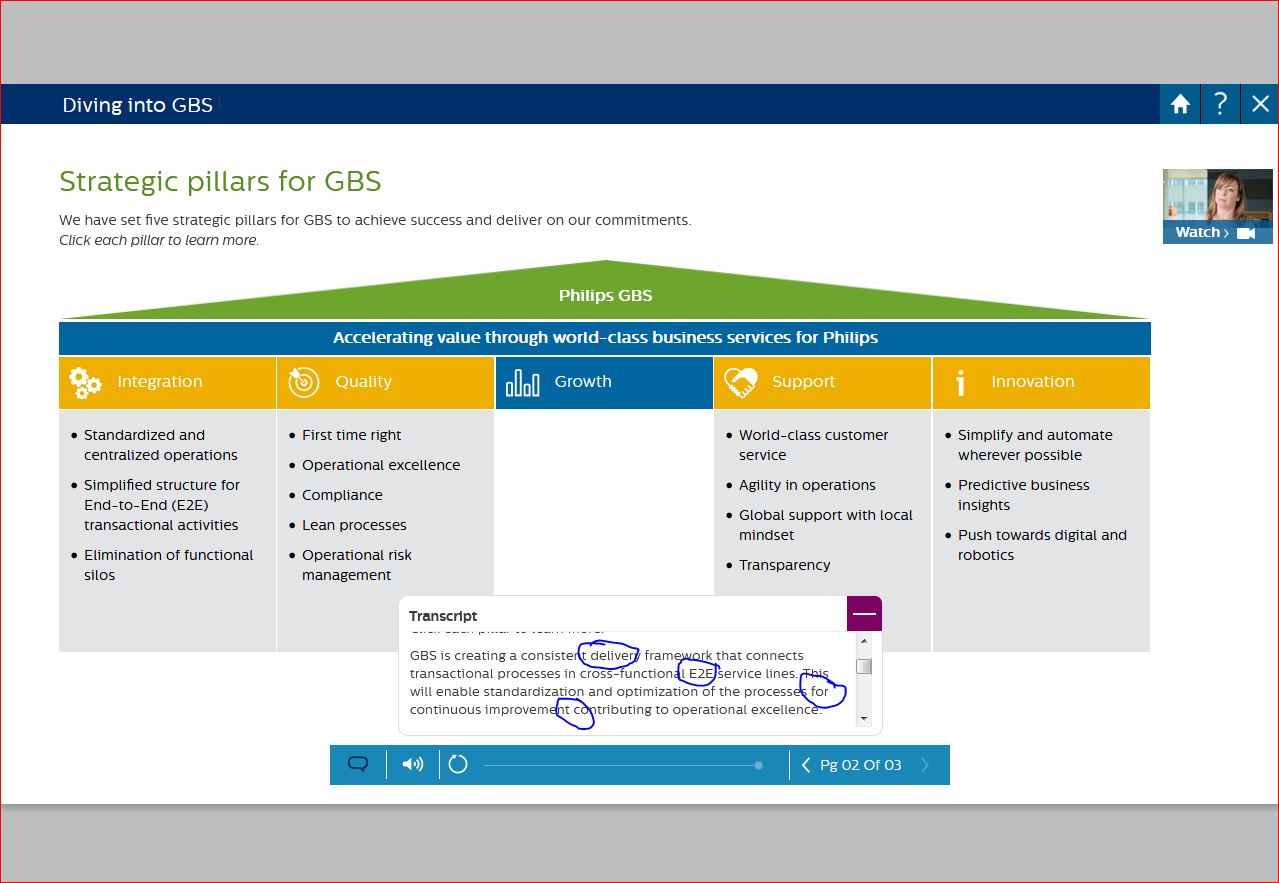 Diving into GBS
Strategic pillars for GBS
We have set five strategic pillars for GBS to achieve success and deliver on our commitments.
Click each pillar to learn more.
Watch ›
Philips GBS
Accelerating value through world-class business services for Philips
Integration
Quality
Growth
Support
Innovation
• Standardized and
centralized operations
• Simplified structure for
End-to-End (E2E)
transactional activities
• Elimination of functional
silos
• First time right
• Operational excellence
• Compliance
• Lean processes
• Operational risk
management
• World-class customer
service
• Agility in operations
• Global support with local
mindset
• Transparency
• Simplify and automate
wherever possible
• Predictive business
insights
• Push towards digital and
robotics
Transcript
Click each pillar to learn more.
GBS is creating a consistent delivery framework that connects
transactional processes in cross-functional E2E service lines. This
will enable standardization and optimization of the processes for
continuous improvement contributing to operational excellence.
Pg 02 Of 03